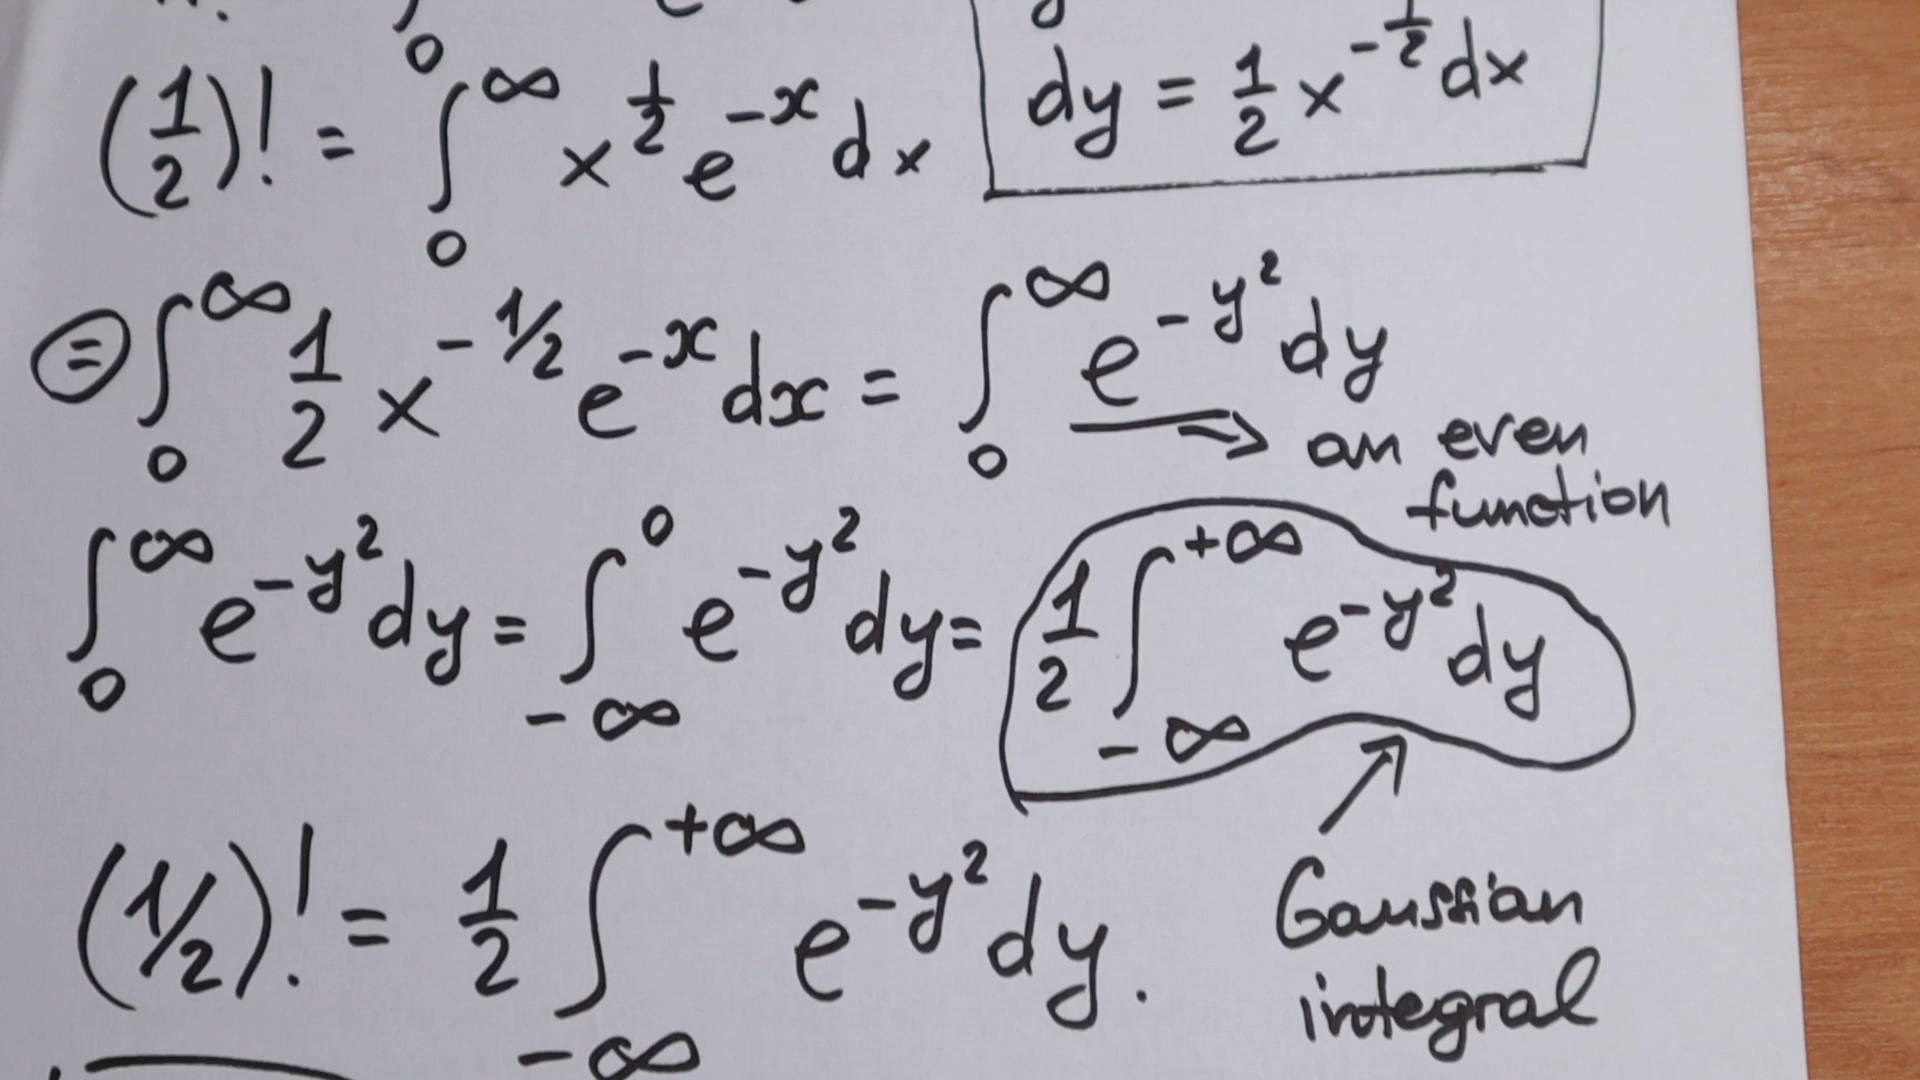 (1/2)! = ∫₀^∞ x^{1/2} e^{-x} dx
dy = 1/2 x^{-1/2} dx
⊜ ∫₀^∞ 1/2 x^{-1/2} e^{-x} dx = ∫₀^∞ e^{-y²} dy
an even
function
∫₀^∞ e^{-y²} dy = ∫_{-∞}^0 e^{-y²} dy = 1/2 ∫_{-∞}^{+∞} e^{-y²} dy
(1/2)! = 1/2 ∫_{-∞}^{+∞} e^{-y²} dy.
Gaussian
integral